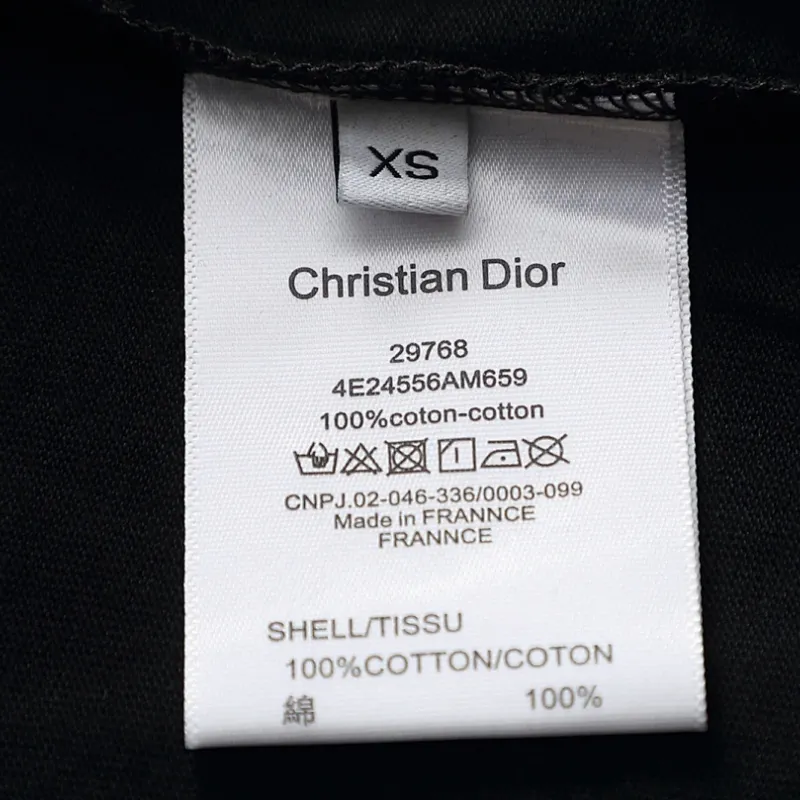 XS
Christian Dior
29768
4E24556AM659
100%coton-cotton
CNPJ.02-046-336/0003-099
Made in FRANNCE
FRANNCE
SHELL/TISSU
100%COTTON/COTON
綿 100%